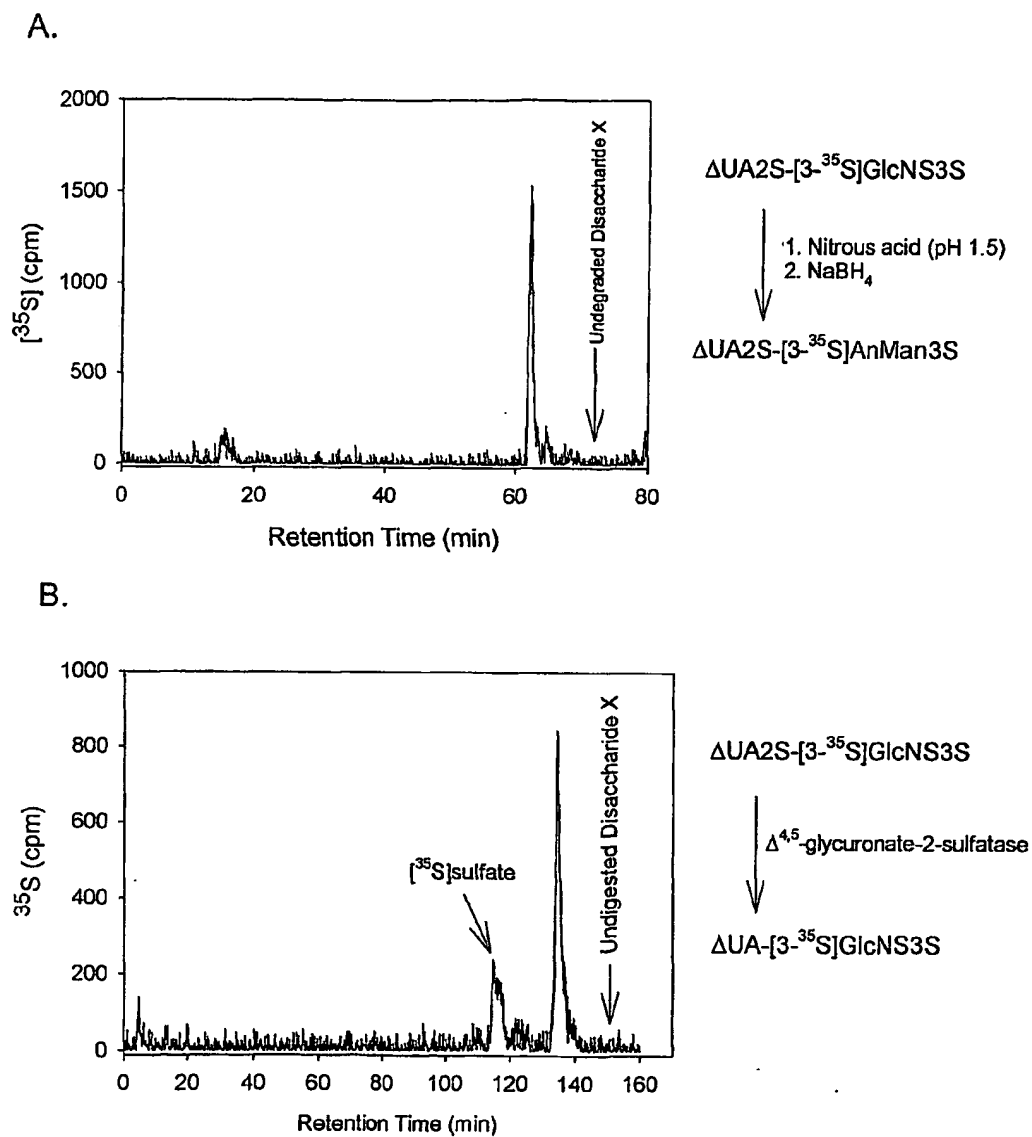 A.
2000
1500
1000
500
0
[35S] (cpm)
0 20 40 60 80
Retention Time (min)
Undegraded Disaccharide X
ΔUA2S-[3-35S]GlcNS3S
1. Nitrous acid (pH 1.5)
2. NaBH4
ΔUA2S-[3-35S]AnMan3S
B.
1000
800
600
400
200
0
35S (cpm)
0 20 40 60 80 100 120 140 160
Retention Time (min)
[35S]sulfate
Undigested Disaccharide X
ΔUA2S-[3-35S]GlcNS3S
Δ4,5-glycuronate-2-sulfatase
ΔUA-[3-35S]GlcNS3S